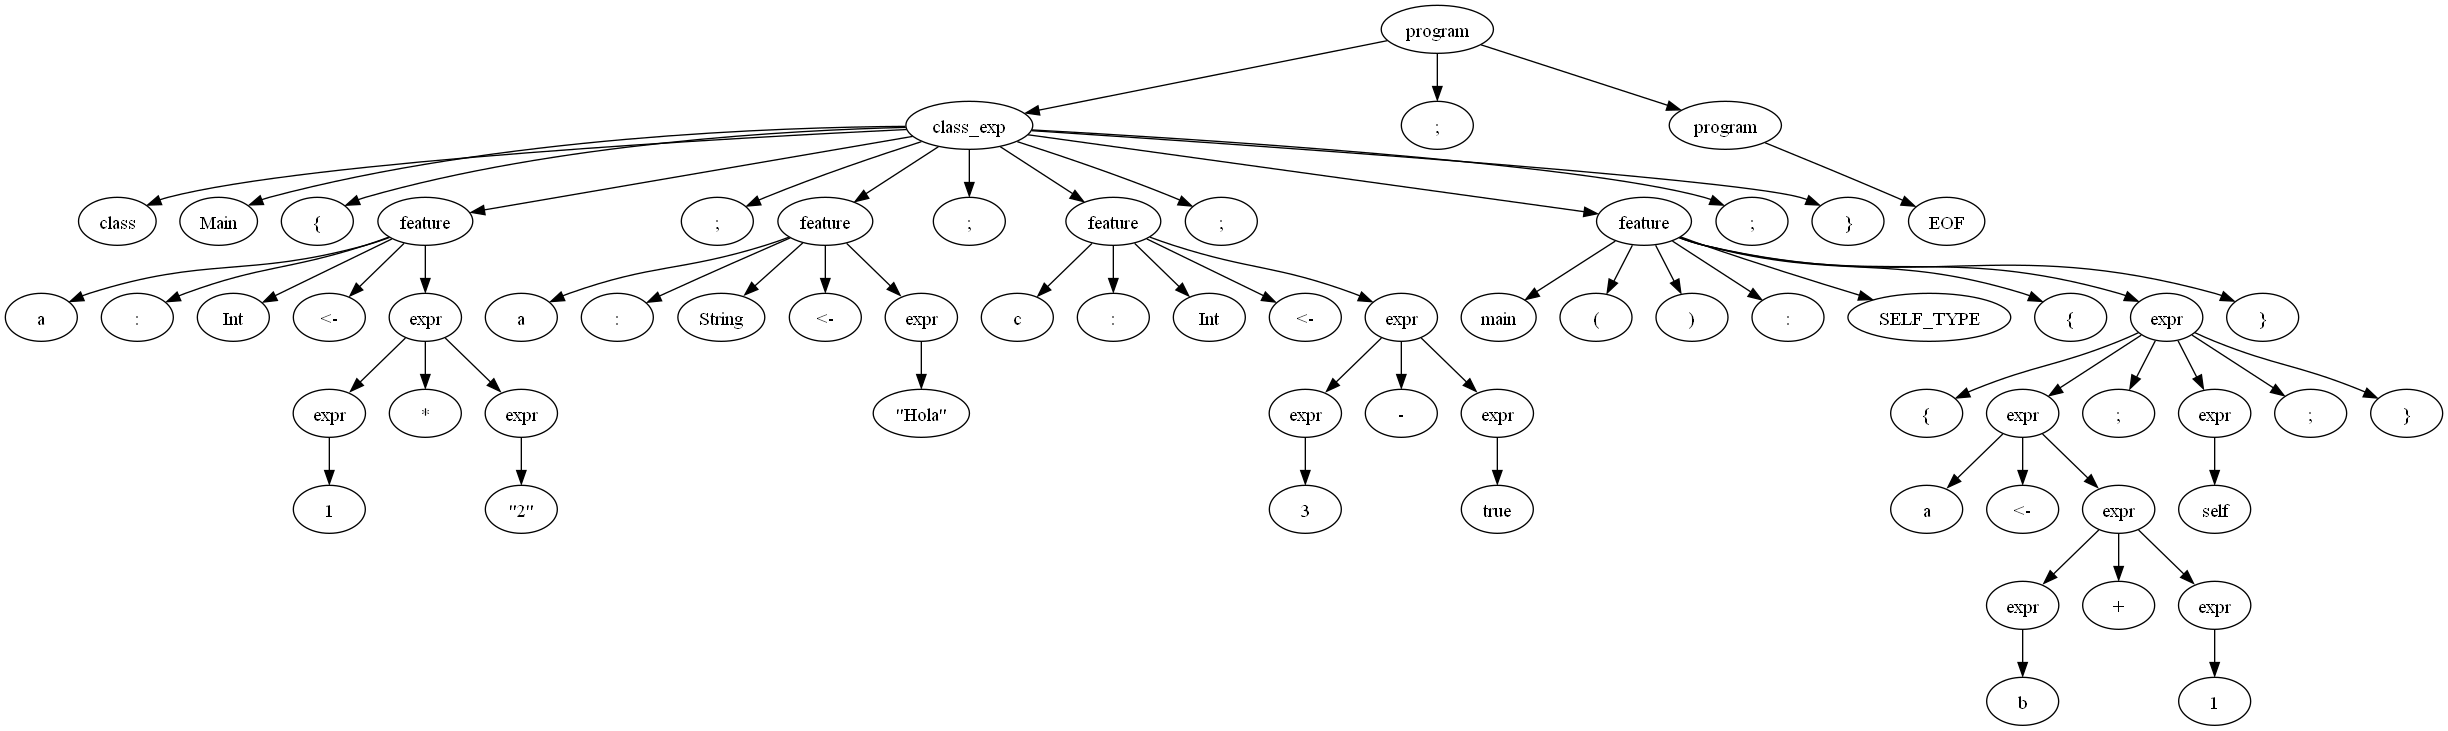 program
class_exp ; program
class Main { feature ; feature ; feature ; feature ; } EOF
a : Int <- expr a : String <- expr c : Int <- expr main ( ) : SELF_TYPE { expr }
expr * expr "Hola" expr - expr { expr ; expr ; }
1 "2" 3 true a <- expr self
expr + expr
b 1